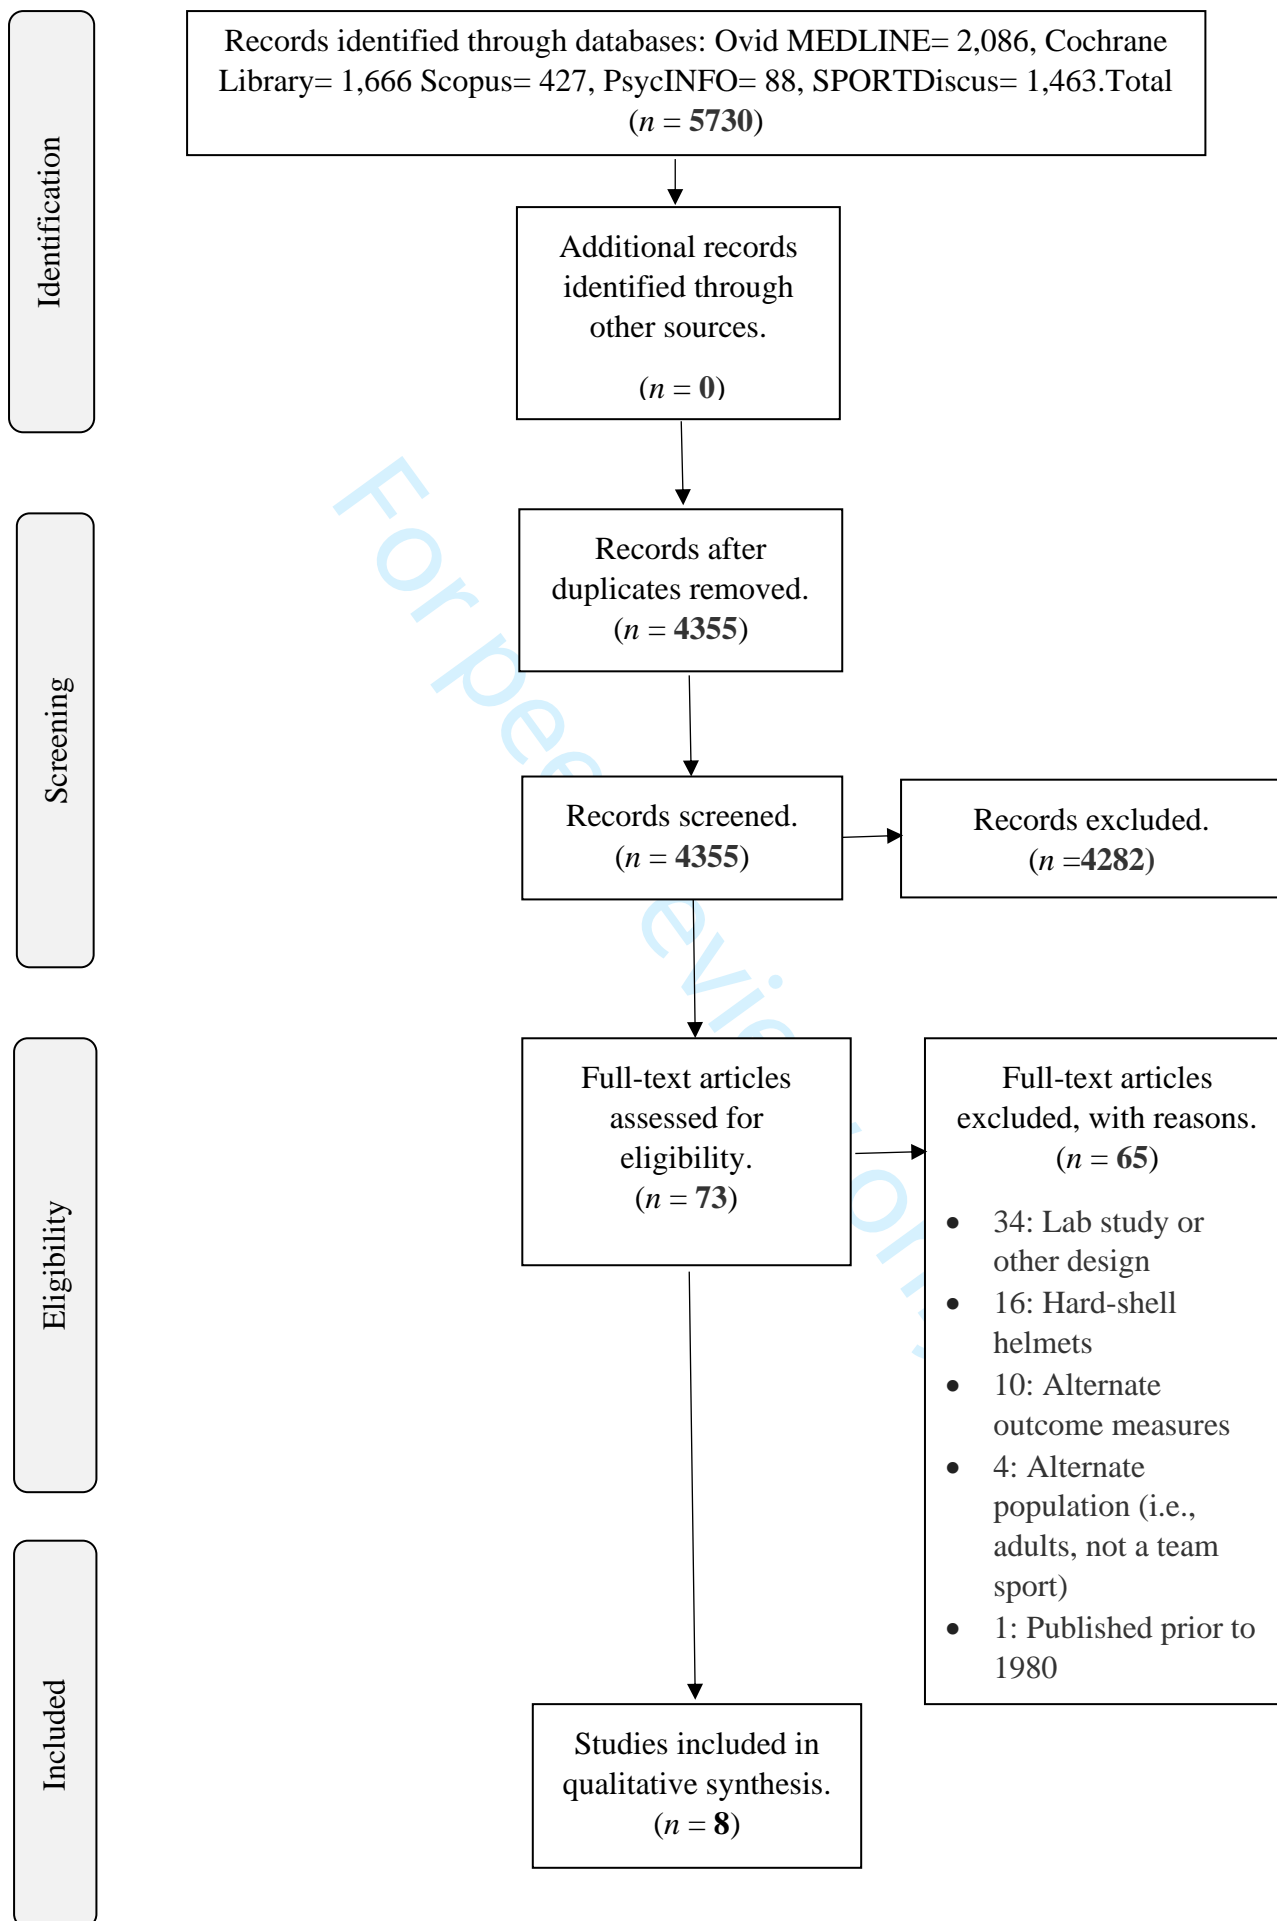 Identification
Records identified through databases: Ovid MEDLINE= 2,086, Cochrane
Library= 1,666 Scopus= 427, PsycINFO= 88, SPORTDiscus= 1,463.Total
(n = 5730)
Additional records
identified through
other sources.
(n = 0)
Screening
Records after
duplicates removed.
(n = 4355)
Records screened.
(n = 4355)
Records excluded.
(n =4282)
Eligibility
Full-text articles
assessed for
eligibility.
(n = 73)
Full-text articles
excluded, with reasons.
(n = 65)
• 34: Lab study or
other design
• 16: Hard-shell
helmets
• 10: Alternate
outcome measures
• 4: Alternate
population (i.e.,
adults, not a team
sport)
• 1: Published prior to
1980
Included
Studies included in
qualitative synthesis.
(n = 8)
For pee eview on